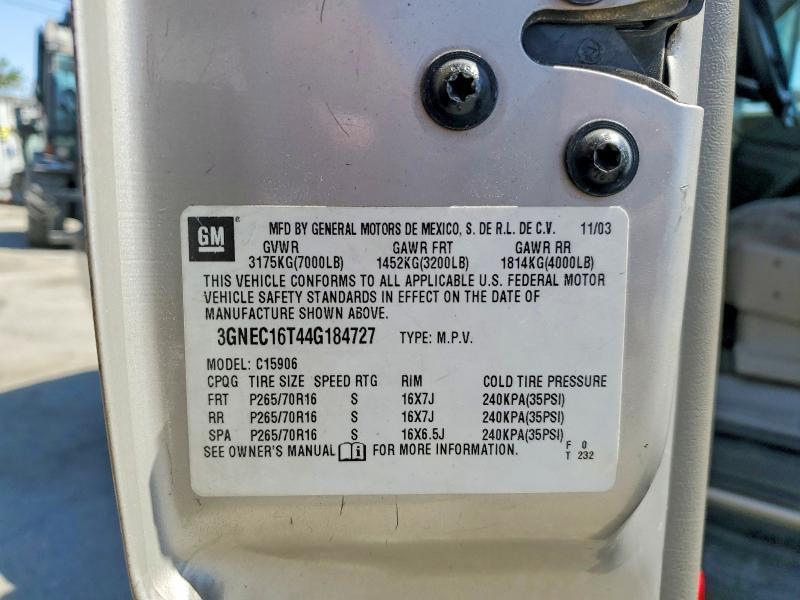 GM ®
MFD BY GENERAL MOTORS DE MEXICO, S. DE R.L. DE C.V. 11/03
GVWR GAWR FRT GAWR RR
3175KG(7000LB) 1452KG(3200LB) 1814KG(4000LB)
THIS VEHICLE CONFORMS TO ALL APPLICABLE U.S. FEDERAL MOTOR
VEHICLE SAFETY STANDARDS IN EFFECT ON THE DATE OF
MANUFACTURE SHOWN ABOVE.
3GNEC16T44G184727 TYPE: M.P.V.
MODEL: C15906
CPQG TIRE SIZE SPEED RTG RIM COLD TIRE PRESSURE
FRT P265/70R16 S 16X7J 240KPA(35PSI)
RR P265/70R16 S 16X7J 240KPA(35PSI)
SPA P265/70R16 S 16X6.5J 240KPA(35PSI)
SEE OWNER'S MANUAL i FOR MORE INFORMATION.
F 0
T 232